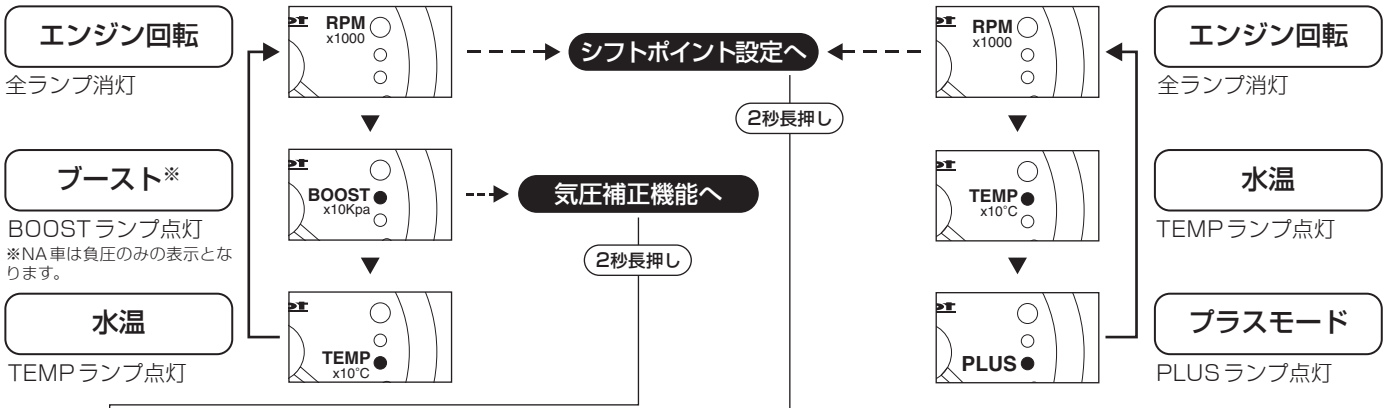 エンジン回転
全ランプ消灯
RPM
x1000
シフトポイント設定へ
2秒長押し
RPM
x1000
エンジン回転
全ランプ消灯
ブースト※
BOOSTランプ点灯
※NA車は負圧のみの表示とな
ります。
BOOST
x10Kpa
気圧補正機能へ
2秒長押し
TEMP
x10°C
水温
TEMPランプ点灯
水温
TEMPランプ点灯
TEMP
x10°C
PLUS
プラスモード
PLUSランプ点灯